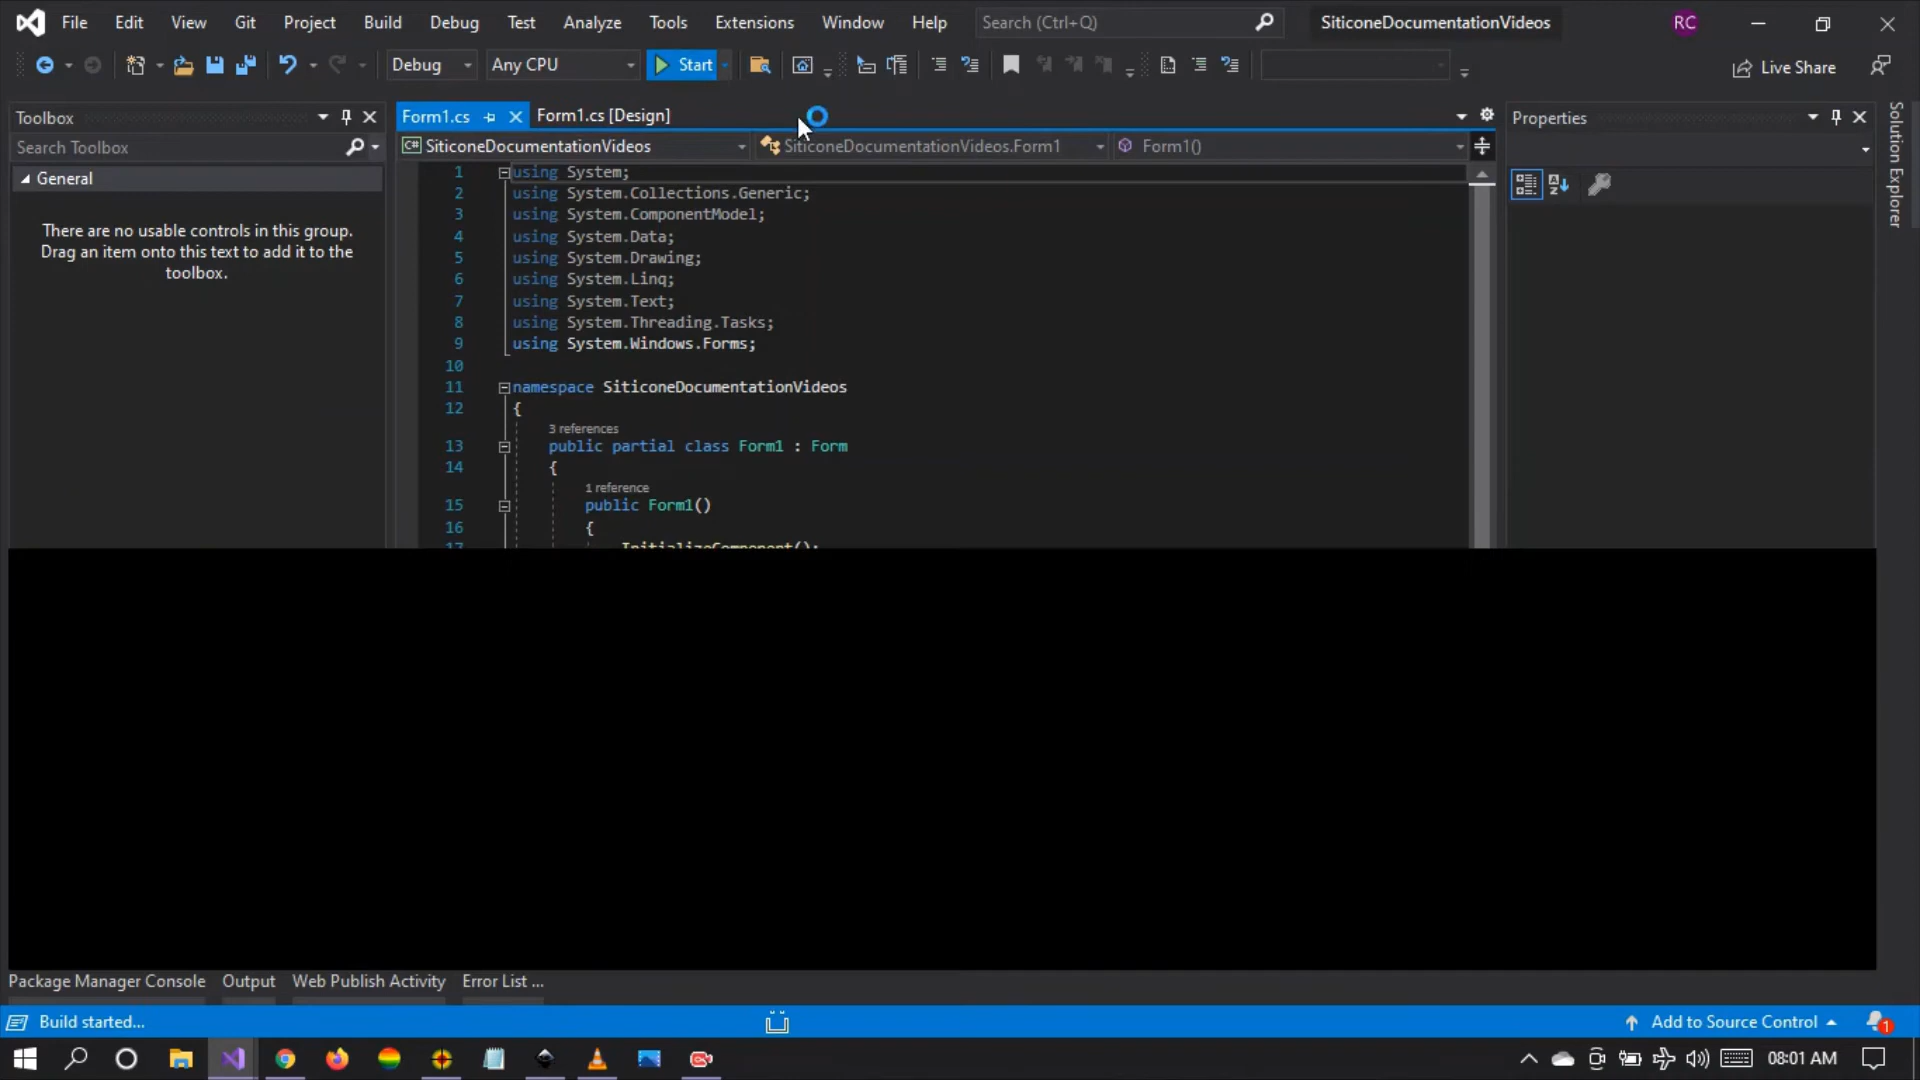 File Edit View Git Project Build Debug Test Analyze Tools Extensions Window Help Search (Ctrl+Q) SiticoneDocumentationVideos RC
Debug Any CPU Start Live Share
Toolbox
Search Toolbox
General
There are no usable controls in this group.
Drag an item onto this text to add it to the
toolbox.
Form1.cs Form1.cs [Design]
SiticoneDocumentationVideos SiticoneDocumentationVideos.Form1 Form1()
1 using System;
2 using System.Collections.Generic;
3 using System.ComponentModel;
4 using System.Data;
5 using System.Drawing;
6 using System.Linq;
7 using System.Text;
8 using System.Threading.Tasks;
9 using System.Windows.Forms;
10
11 namespace SiticoneDocumentationVideos
12 {
3 references
13 public partial class Form1 : Form
14 {
1 reference
15 public Form1()
16 {
17 InitializeComponent();
Properties
Solution Explorer
Package Manager Console Output Web Publish Activity Error List ...
Build started... Add to Source Control 1
08:01 AM